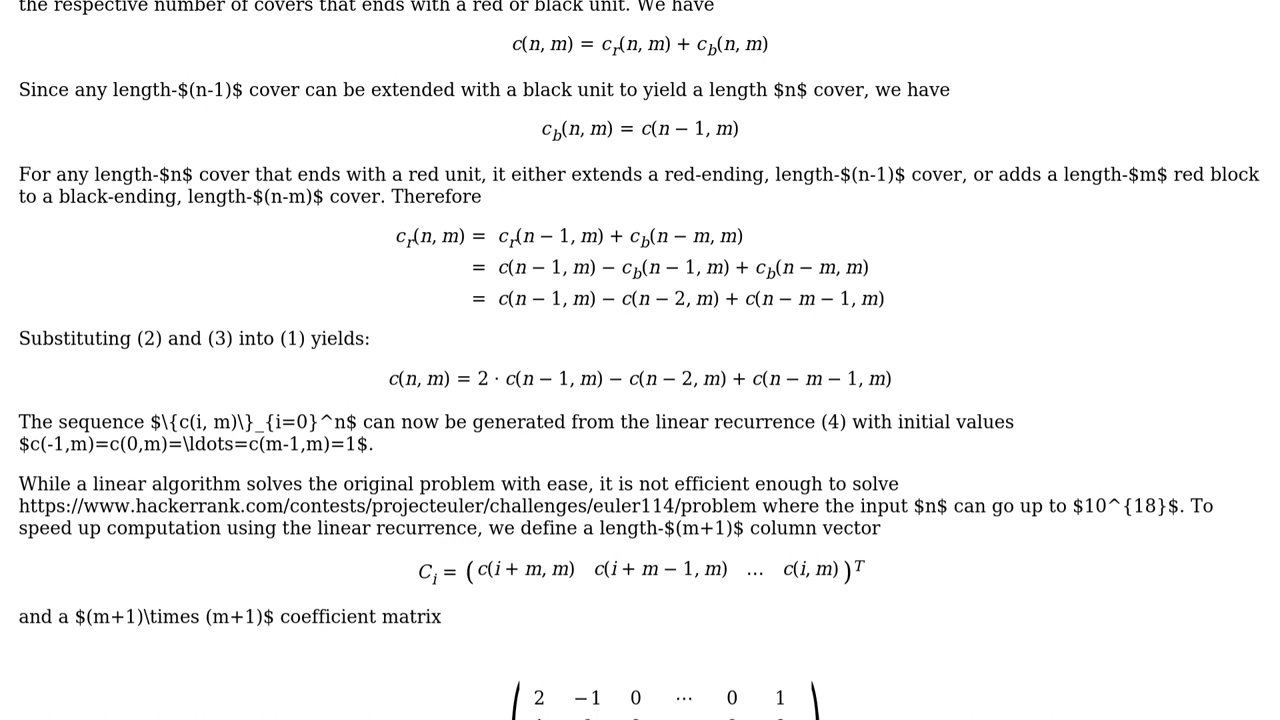 the respective number of covers that ends with a red or black unit. We have
c(n, m) = c_r(n, m) + c_b(n, m)
Since any length-$(n-1)$ cover can be extended with a black unit to yield a length $n$ cover, we have
c_b(n, m) = c(n − 1, m)
For any length-$n$ cover that ends with a red unit, it either extends a red-ending, length-$(n-1)$ cover, or adds a length-$m$ red block
to a black-ending, length-$(n-m)$ cover. Therefore
c_r(n, m) = c_r(n − 1, m) + c_b(n − m, m)
= c(n − 1, m) − c_b(n − 1, m) + c_b(n − m, m)
= c(n − 1, m) − c(n − 2, m) + c(n − m − 1, m)
Substituting (2) and (3) into (1) yields:
c(n, m) = 2 · c(n − 1, m) − c(n − 2, m) + c(n − m − 1, m)
The sequence $\{c(i, m)\}_{i=0}^n$ can now be generated from the linear recurrence (4) with initial values
$c(-1,m)=c(0,m)=\ldots=c(m-1,m)=1$.
While a linear algorithm solves the original problem with ease, it is not efficient enough to solve
https://www.hackerrank.com/contests/projecteuler/challenges/euler114/problem where the input $n$ can go up to $10^{18}$. To
speed up computation using the linear recurrence, we define a length-$(m+1)$ column vector
C_i = ( c(i + m, m) c(i + m − 1, m) … c(i, m) )^T
and a $(m+1)\times (m+1)$ coefficient matrix
2 −1 0 ⋯ 0 1